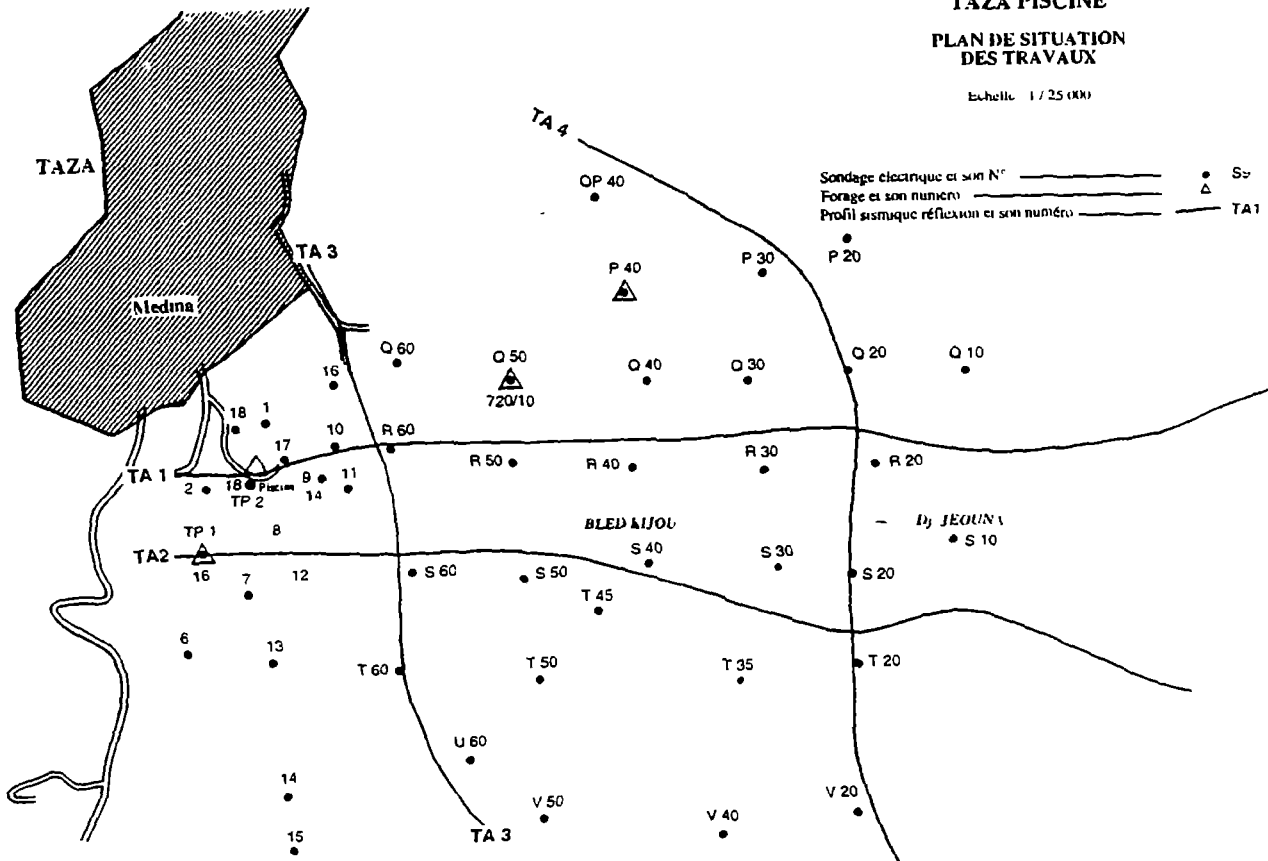 TAZA PISCINE
PLAN DE SITUATION
DES TRAVAUX
Echelle 1 / 25 000
Sondage électrique et son N° S9
Forage et son numéro
Profil sismique réflexion et son numéro TA1
TAZA
Medina
TA 4
OP 40
TA 3
P 40
P 30
P 20
Q 60
Q 50
720/10
Q 40
Q 30
Q 20
Q 10
16
18
1
17
10
R 60
R 50
R 40
R 30
R 20
TA 1
2
18
Piscine
TP 2
9
14
11
TP 1
8
BLED KIJOU
Dj JEOUNA
S 10
TA2
16
7
12
S 60
S 50
S 40
S 30
S 20
T 45
6
13
T 60
T 50
T 35
T 20
U 60
14
V 50
V 40
V 20
TA 3
15